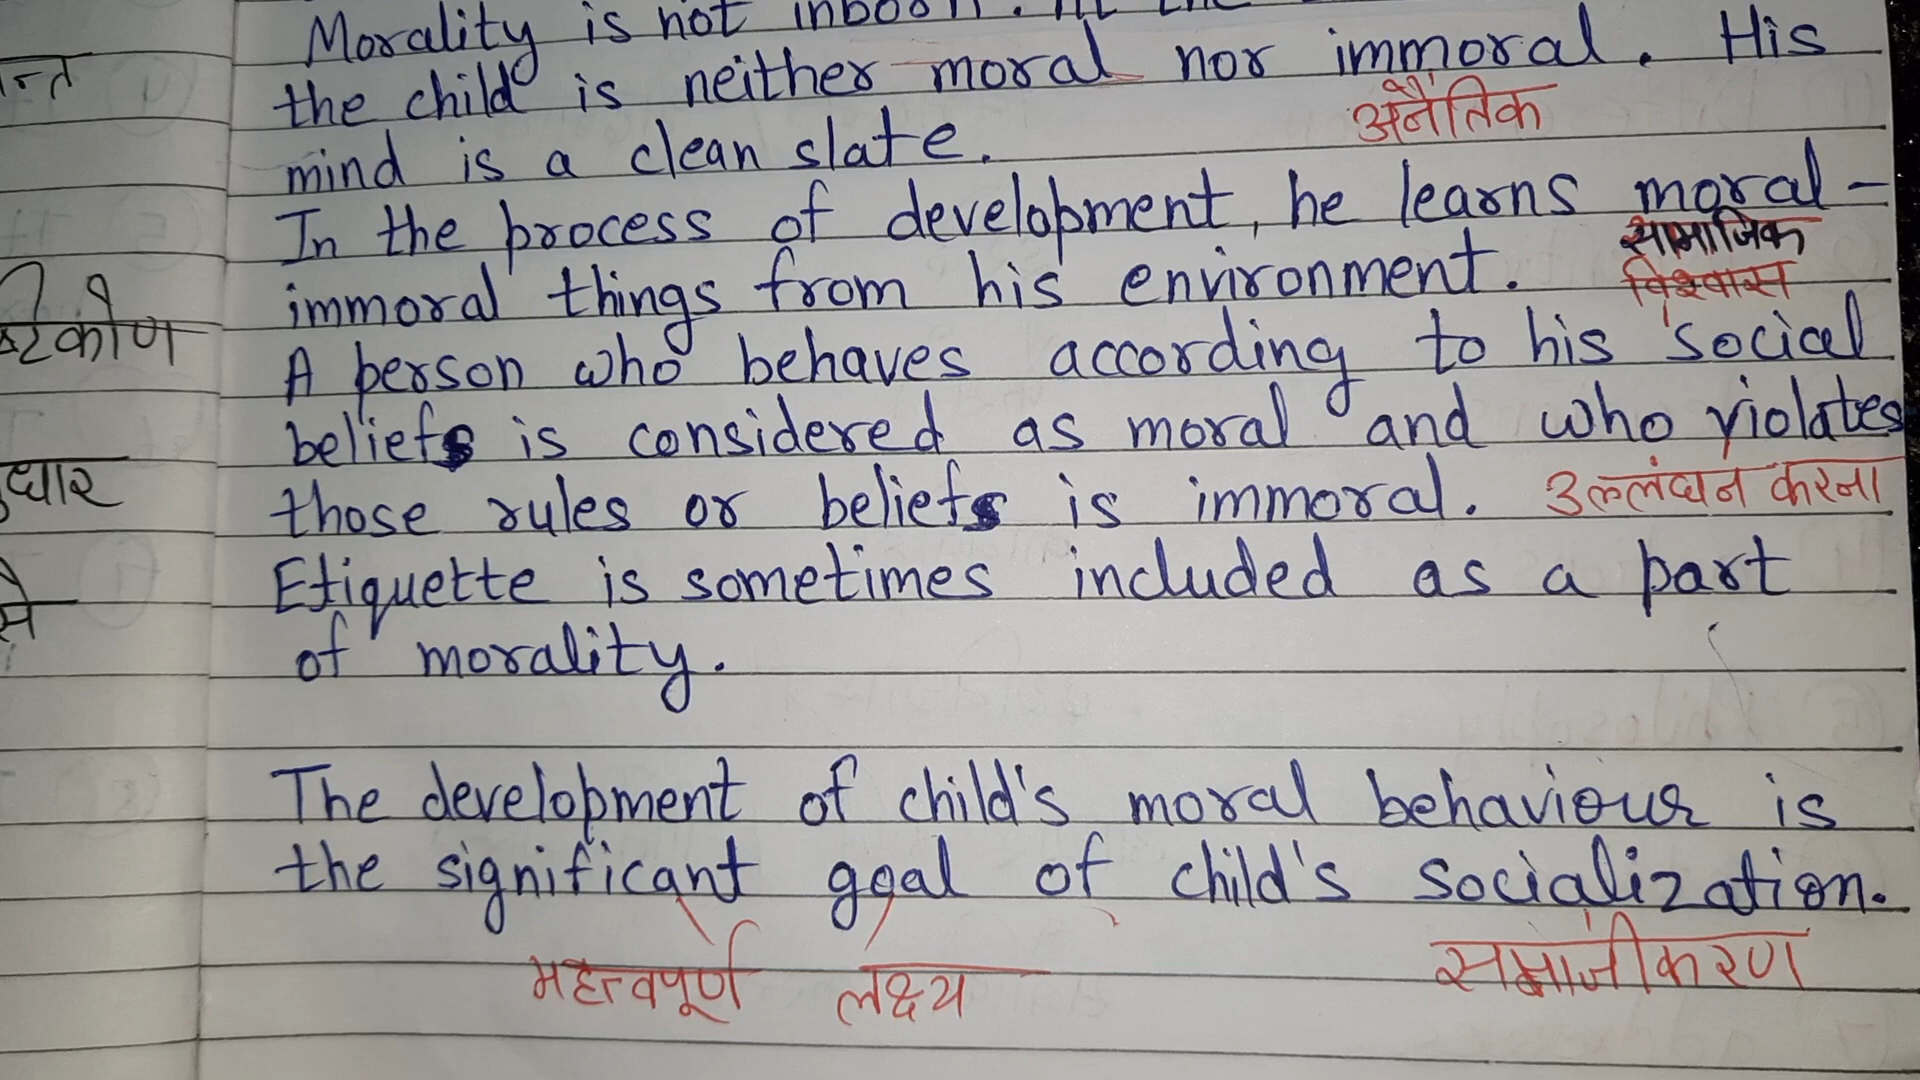 Morality is not inborn.
the child is neither moral nor immoral. His
अनैतिक
mind is a clean slate.
In the process of development, he learns moral-
सामाजिक
immoral things from his environment.
विश्वास
A person who behaves according to his social
beliefs is considered as moral and who violates
those rules or beliefs is immoral. उल्लंघन करना
Etiquette is sometimes included as a part
of morality.
The development of child's moral behaviour is
the significant goal of child's socialization.
महत्वपूर्ण लक्ष्य समाजीकरण